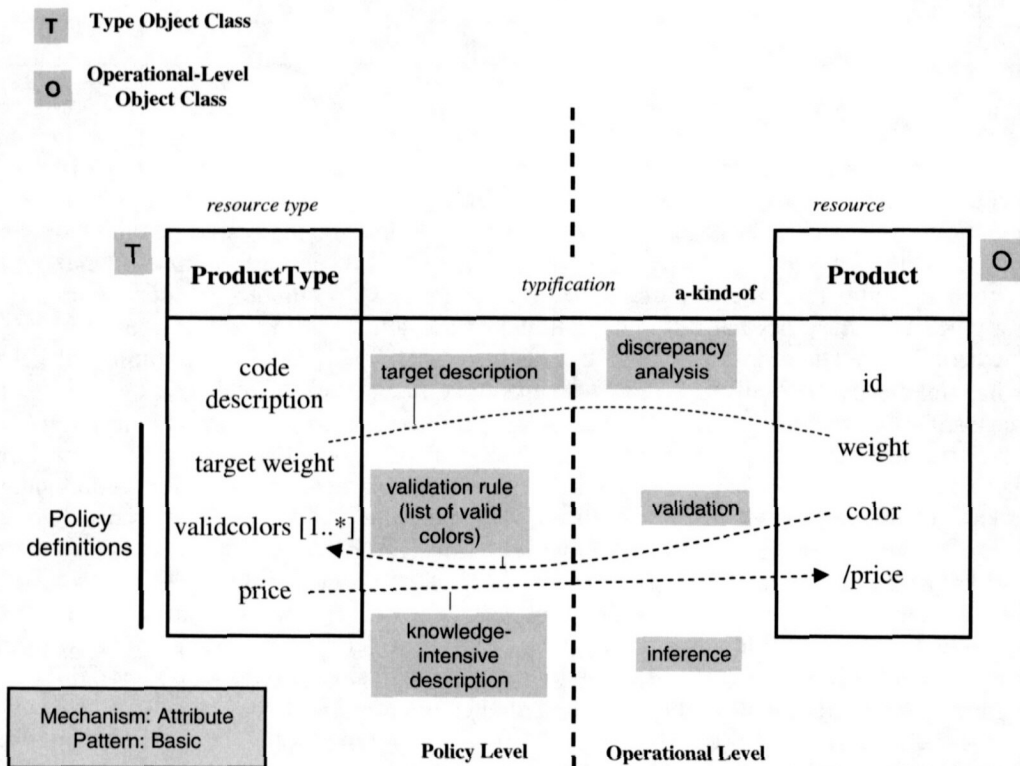 T
Type Object Class
O
Operational-Level
Object Class
resource type
resource
T
ProductType
typification
a-kind-of
Product
O
code
description
target description
discrepancy
analysis
id
target weight
weight
Policy
definitions
validcolors [1..*]
validation rule
(list of valid
colors)
validation
color
price
/price
knowledge-
intensive
description
inference
Mechanism: Attribute
Pattern: Basic
Policy Level
Operational Level